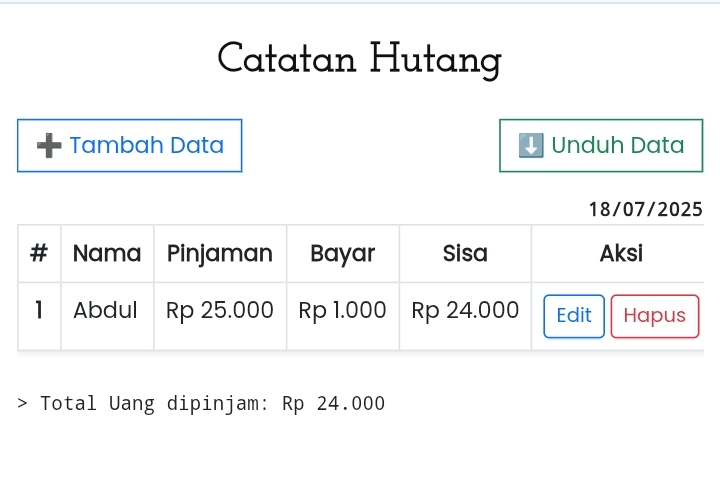 Catatan Hutang
➕ Tambah Data
⬇️ Unduh Data
18/07/2025
# Nama Pinjaman Bayar Sisa Aksi
1 Abdul Rp 25.000 Rp 1.000 Rp 24.000 Edit Hapus
> Total Uang dipinjam: Rp 24.000